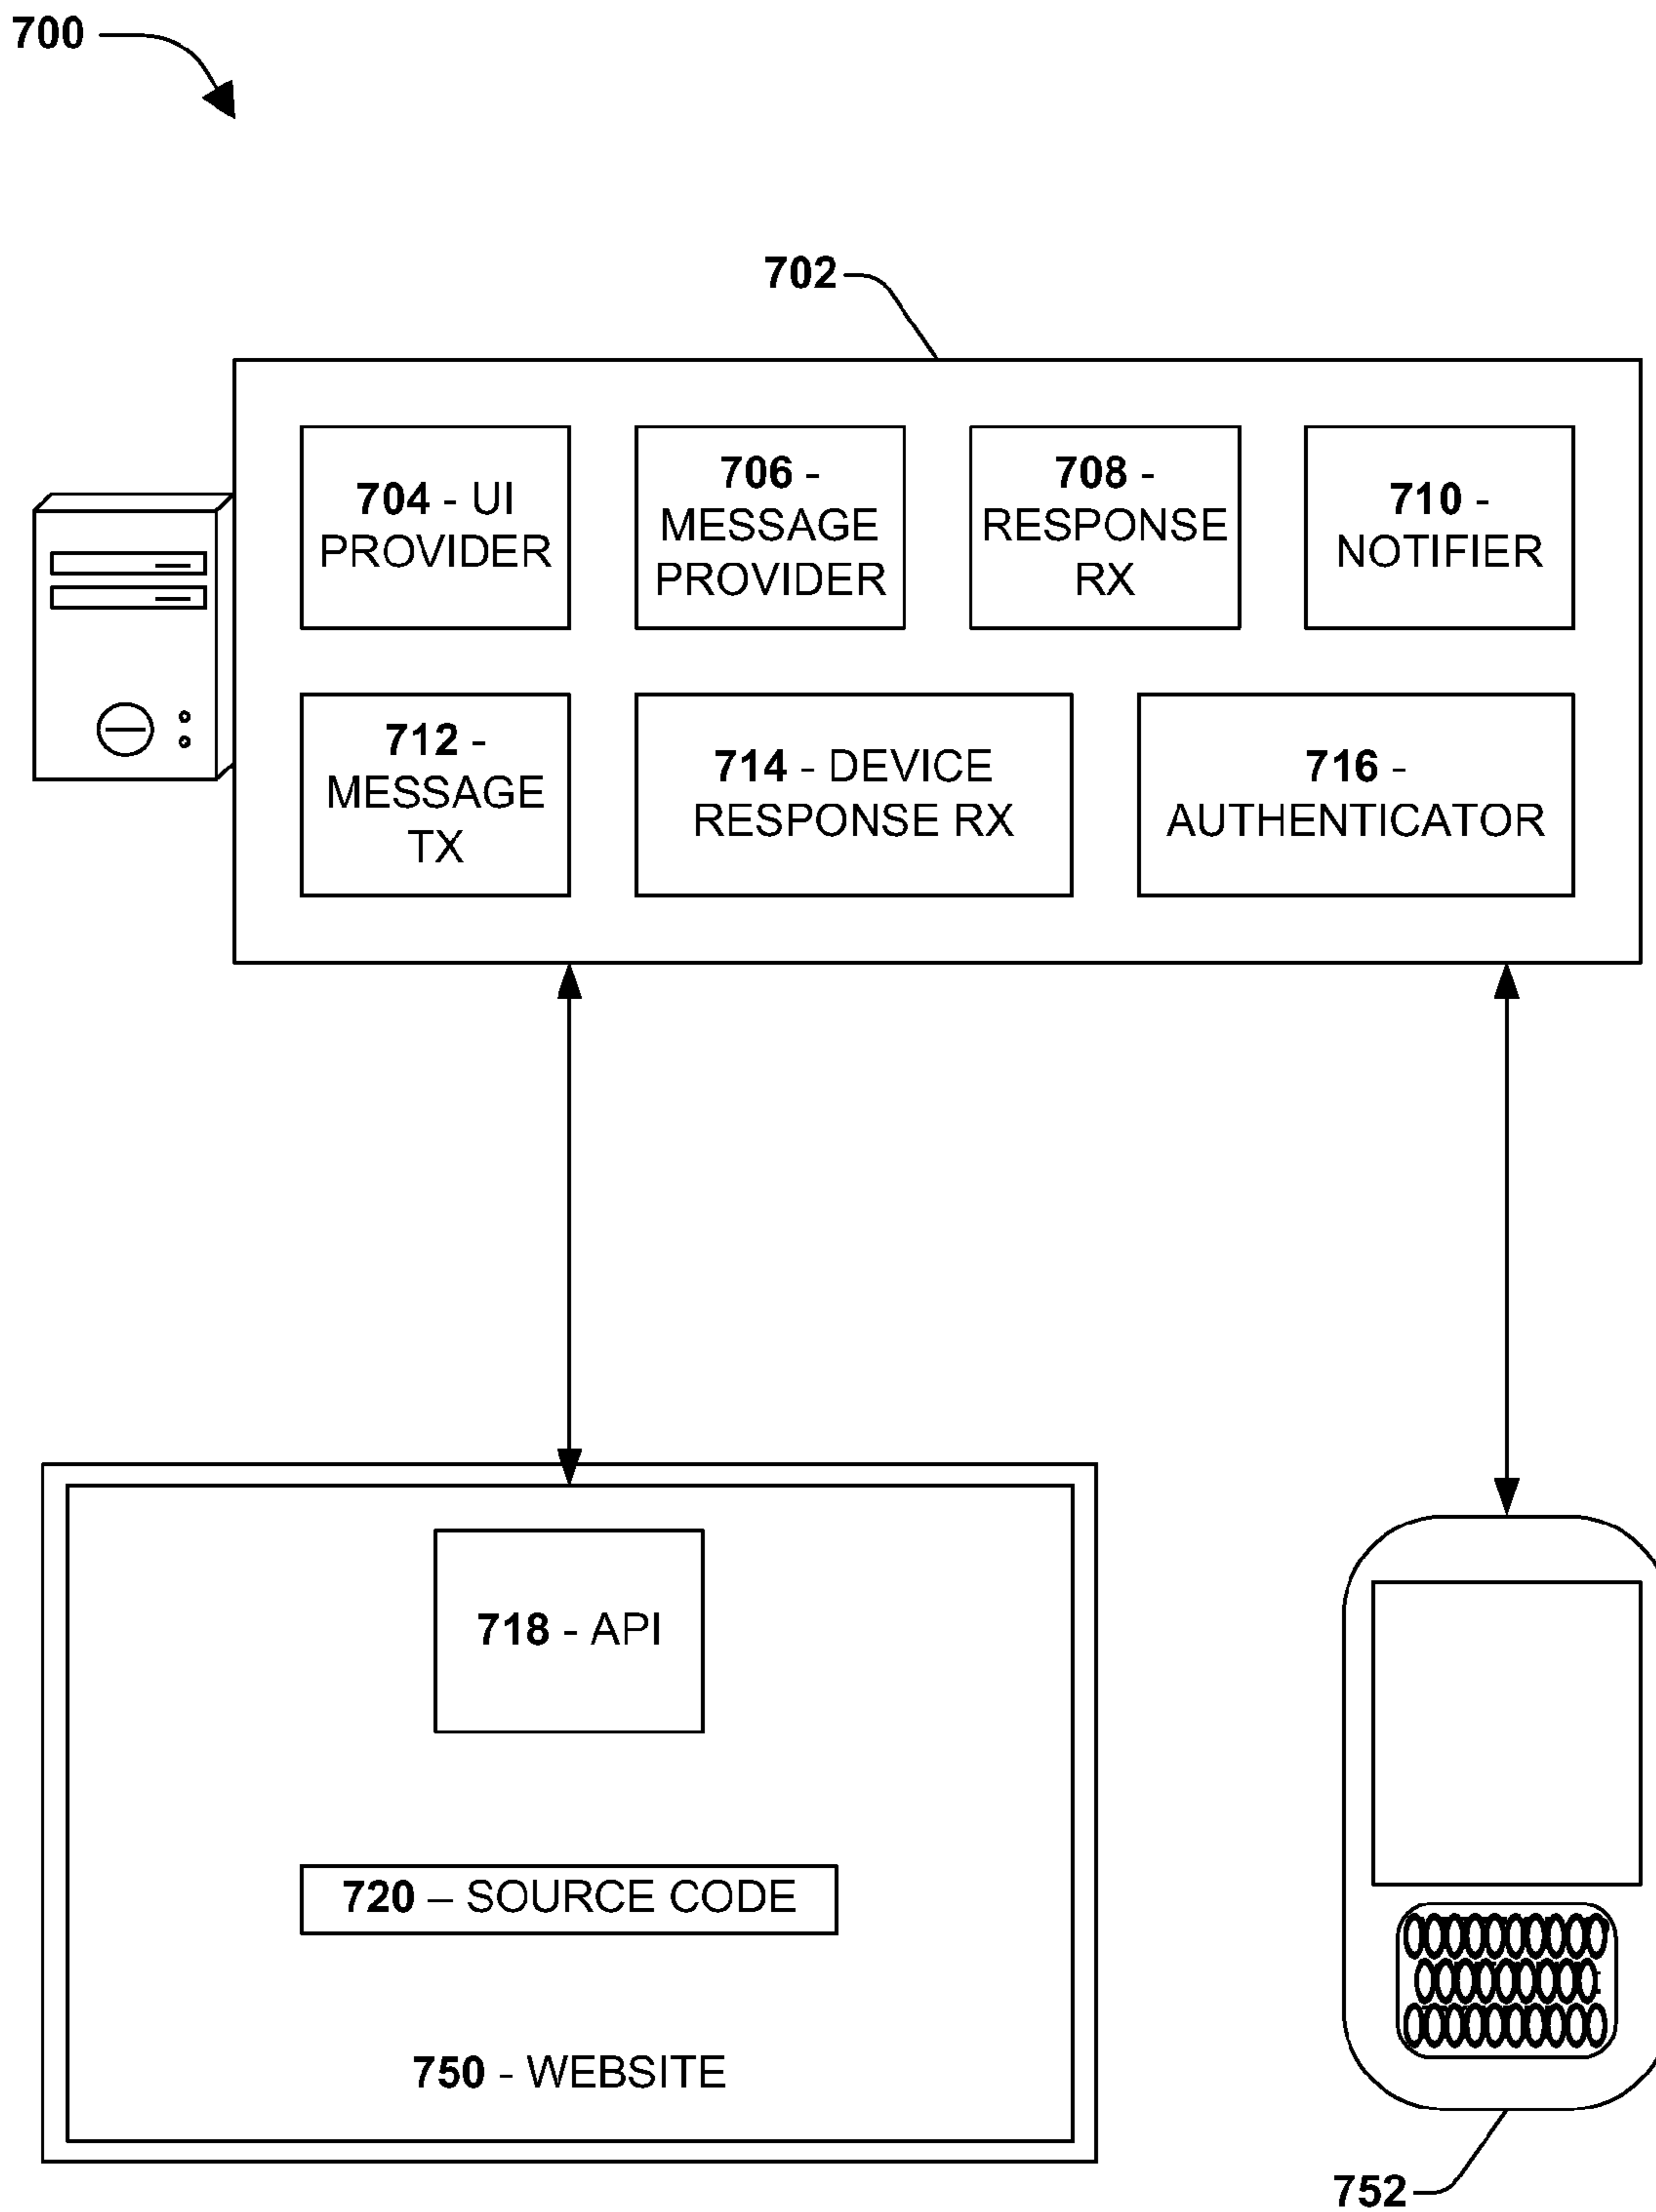 700
702
704 - UI
PROVIDER
706 -
MESSAGE
PROVIDER
708 -
RESPONSE
RX
710 -
NOTIFIER
712 -
MESSAGE
TX
714 - DEVICE
RESPONSE RX
716 -
AUTHENTICATOR
718 - API
720 – SOURCE CODE
750 - WEBSITE
752